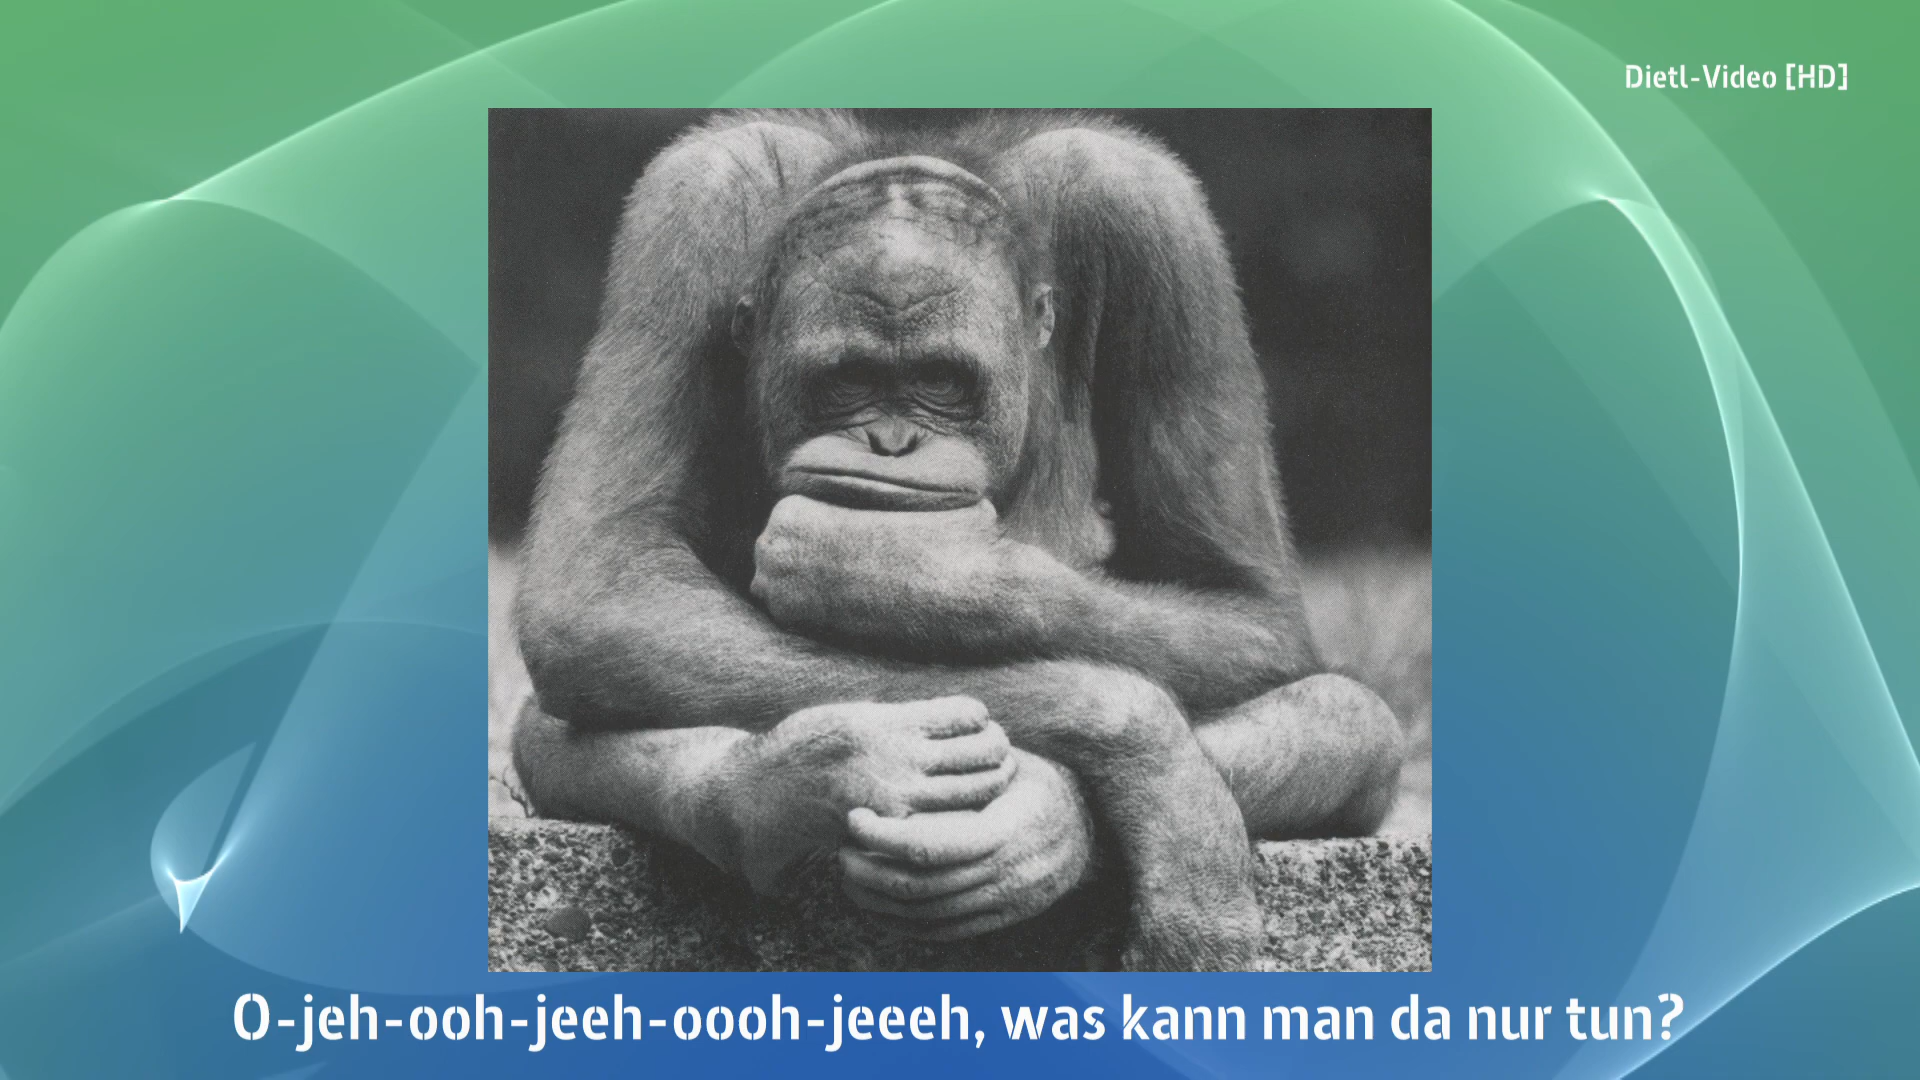 Dietl-Video [HD]
O-jeh-ooh-jeeh-oooh-jeeeh, was kann man da nur tun?